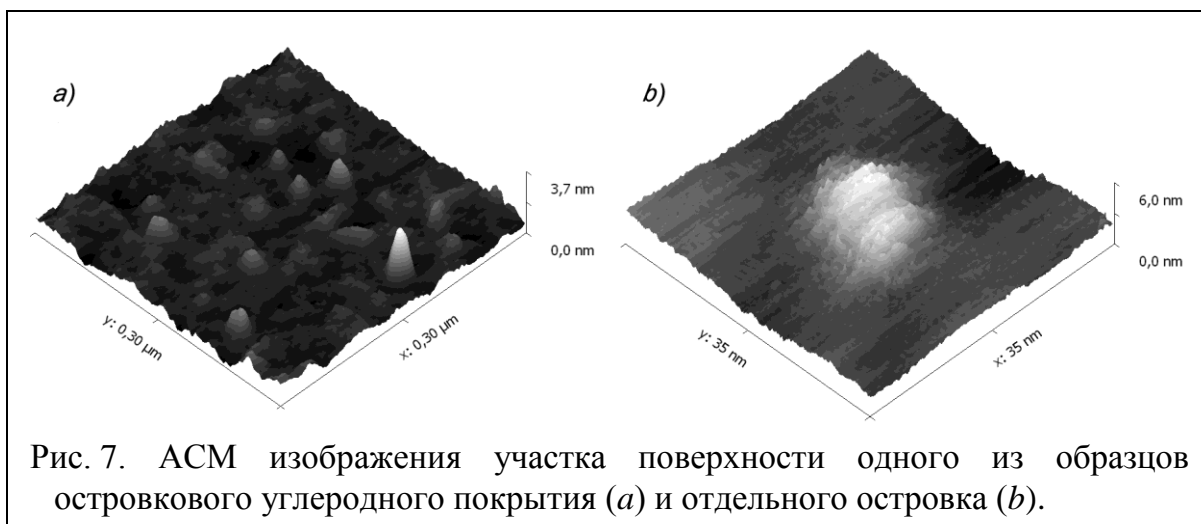 a)
3,7 nm
0,0 nm
y: 0,30 µm
x: 0,30 µm
b)
6,0 nm
0,0 nm
y: 35 nm
x: 35 nm
Рис. 7. АСМ изображения участка поверхности одного из образцов
островкового углеродного покрытия (a) и отдельного островка (b).